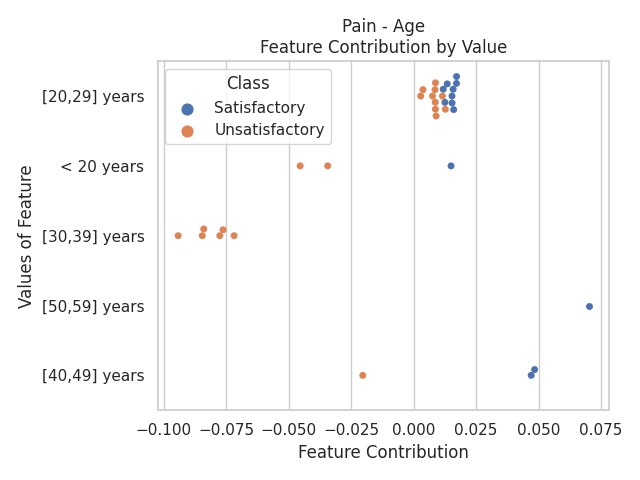 Pain - Age
Feature Contribution by Value
Class
Satisfactory
Unsatisfactory
Values of Feature
[20,29] years
< 20 years
[30,39] years
[50,59] years
[40,49] years
−0.100 −0.075 −0.050 −0.025 0.000 0.025 0.050 0.075
Feature Contribution